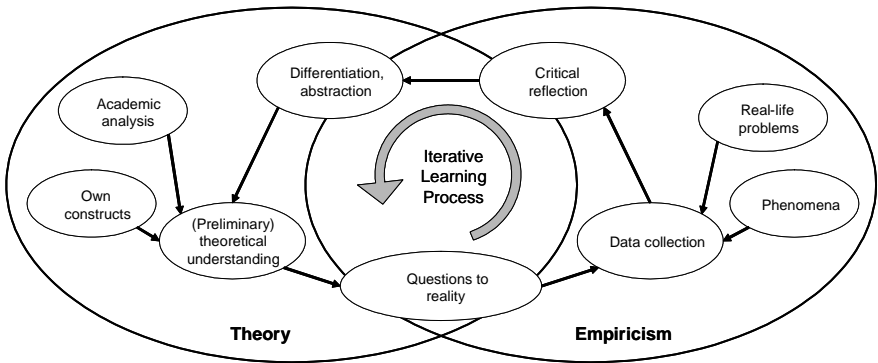 Differentiation,
abstraction
Critical
reflection
Academic
analysis
Real-life
problems
Iterative
Learning
Process
Own
constructs
Phenomena
(Preliminary)
theoretical
understanding
Data collection
Questions to
reality
Theory
Empiricism